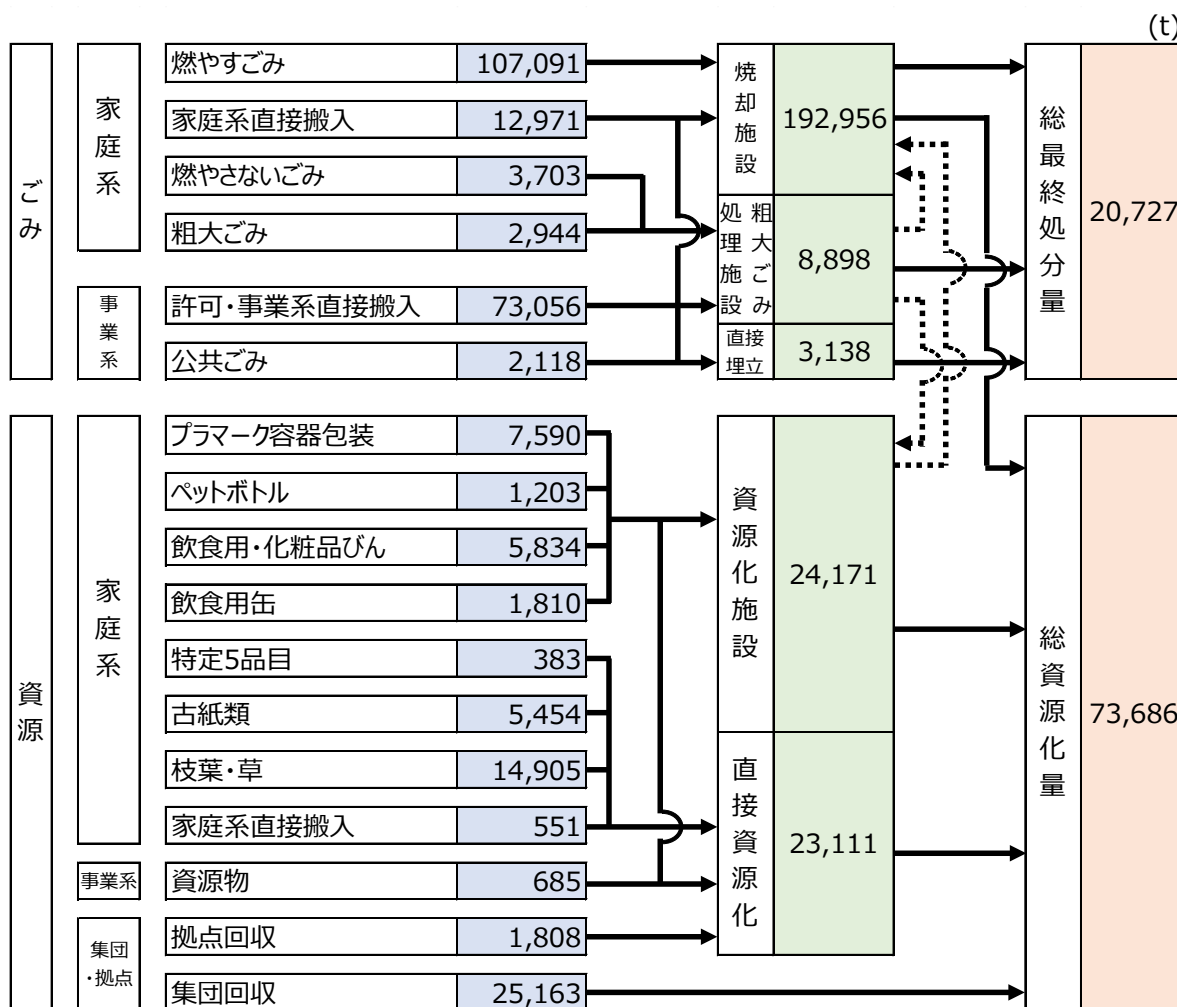 (t)
ごみ
家庭系
燃やすごみ 107,091
家庭系直接搬入 12,971
燃やさないごみ 3,703
粗大ごみ 2,944
事業系
許可・事業系直接搬入 73,056
公共ごみ 2,118
焼却施設 192,956
粗大ごみ処理施設 8,898
直接
埋立 3,138
総最終処分量 20,727
資源
家庭系
プラマーク容器包装 7,590
ペットボトル 1,203
飲食用・化粧品びん 5,834
飲食用缶 1,810
特定5品目 383
古紙類 5,454
枝葉・草 14,905
家庭系直接搬入 551
事業系
資源物 685
集団
・拠点
拠点回収 1,808
集団回収 25,163
資源化施設 24,171
直接資源化 23,111
総資源化量 73,686